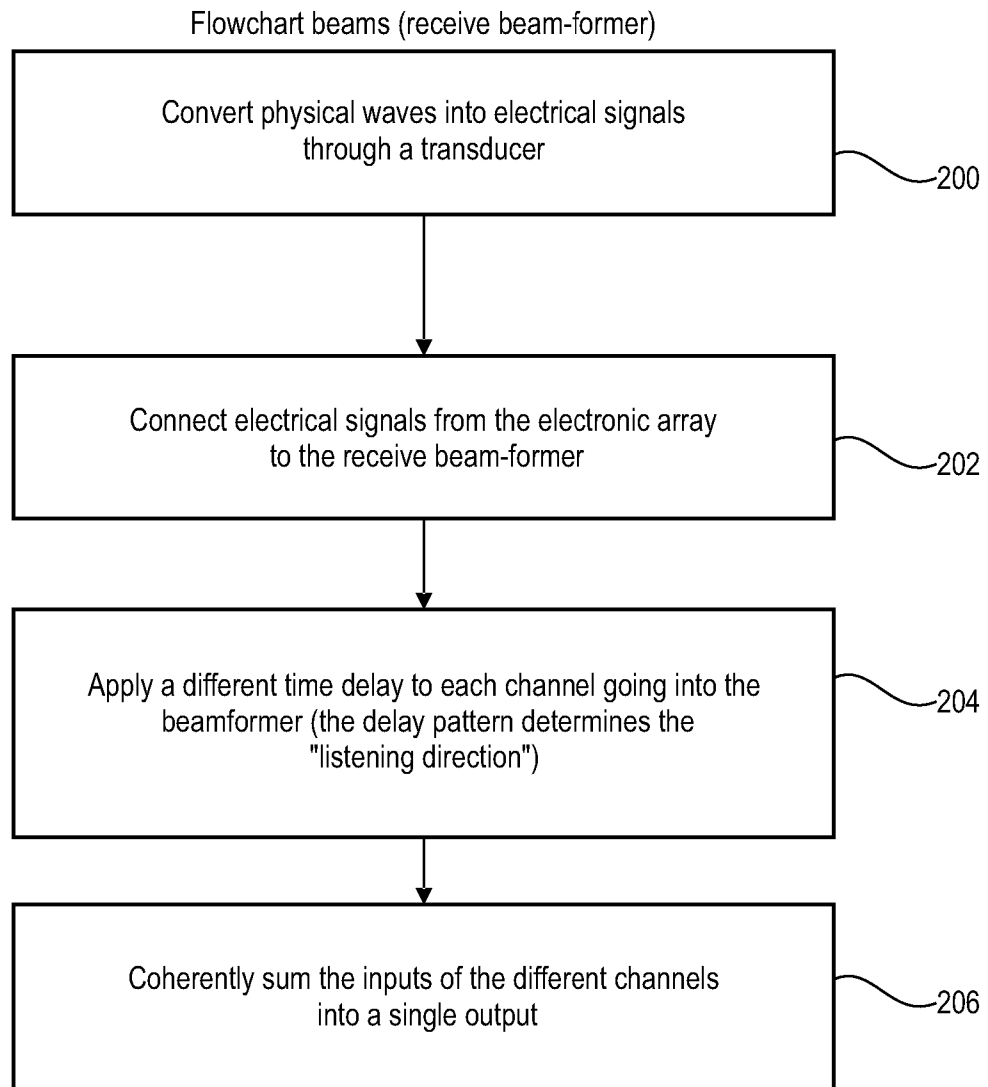 Flowchart beams (receive beam-former)
Convert physical waves into electrical signals
through a transducer
200
Connect electrical signals from the electronic array
to the receive beam-former
202
Apply a different time delay to each channel going into the
beamformer (the delay pattern determines the
"listening direction")
204
Coherently sum the inputs of the different channels
into a single output
206